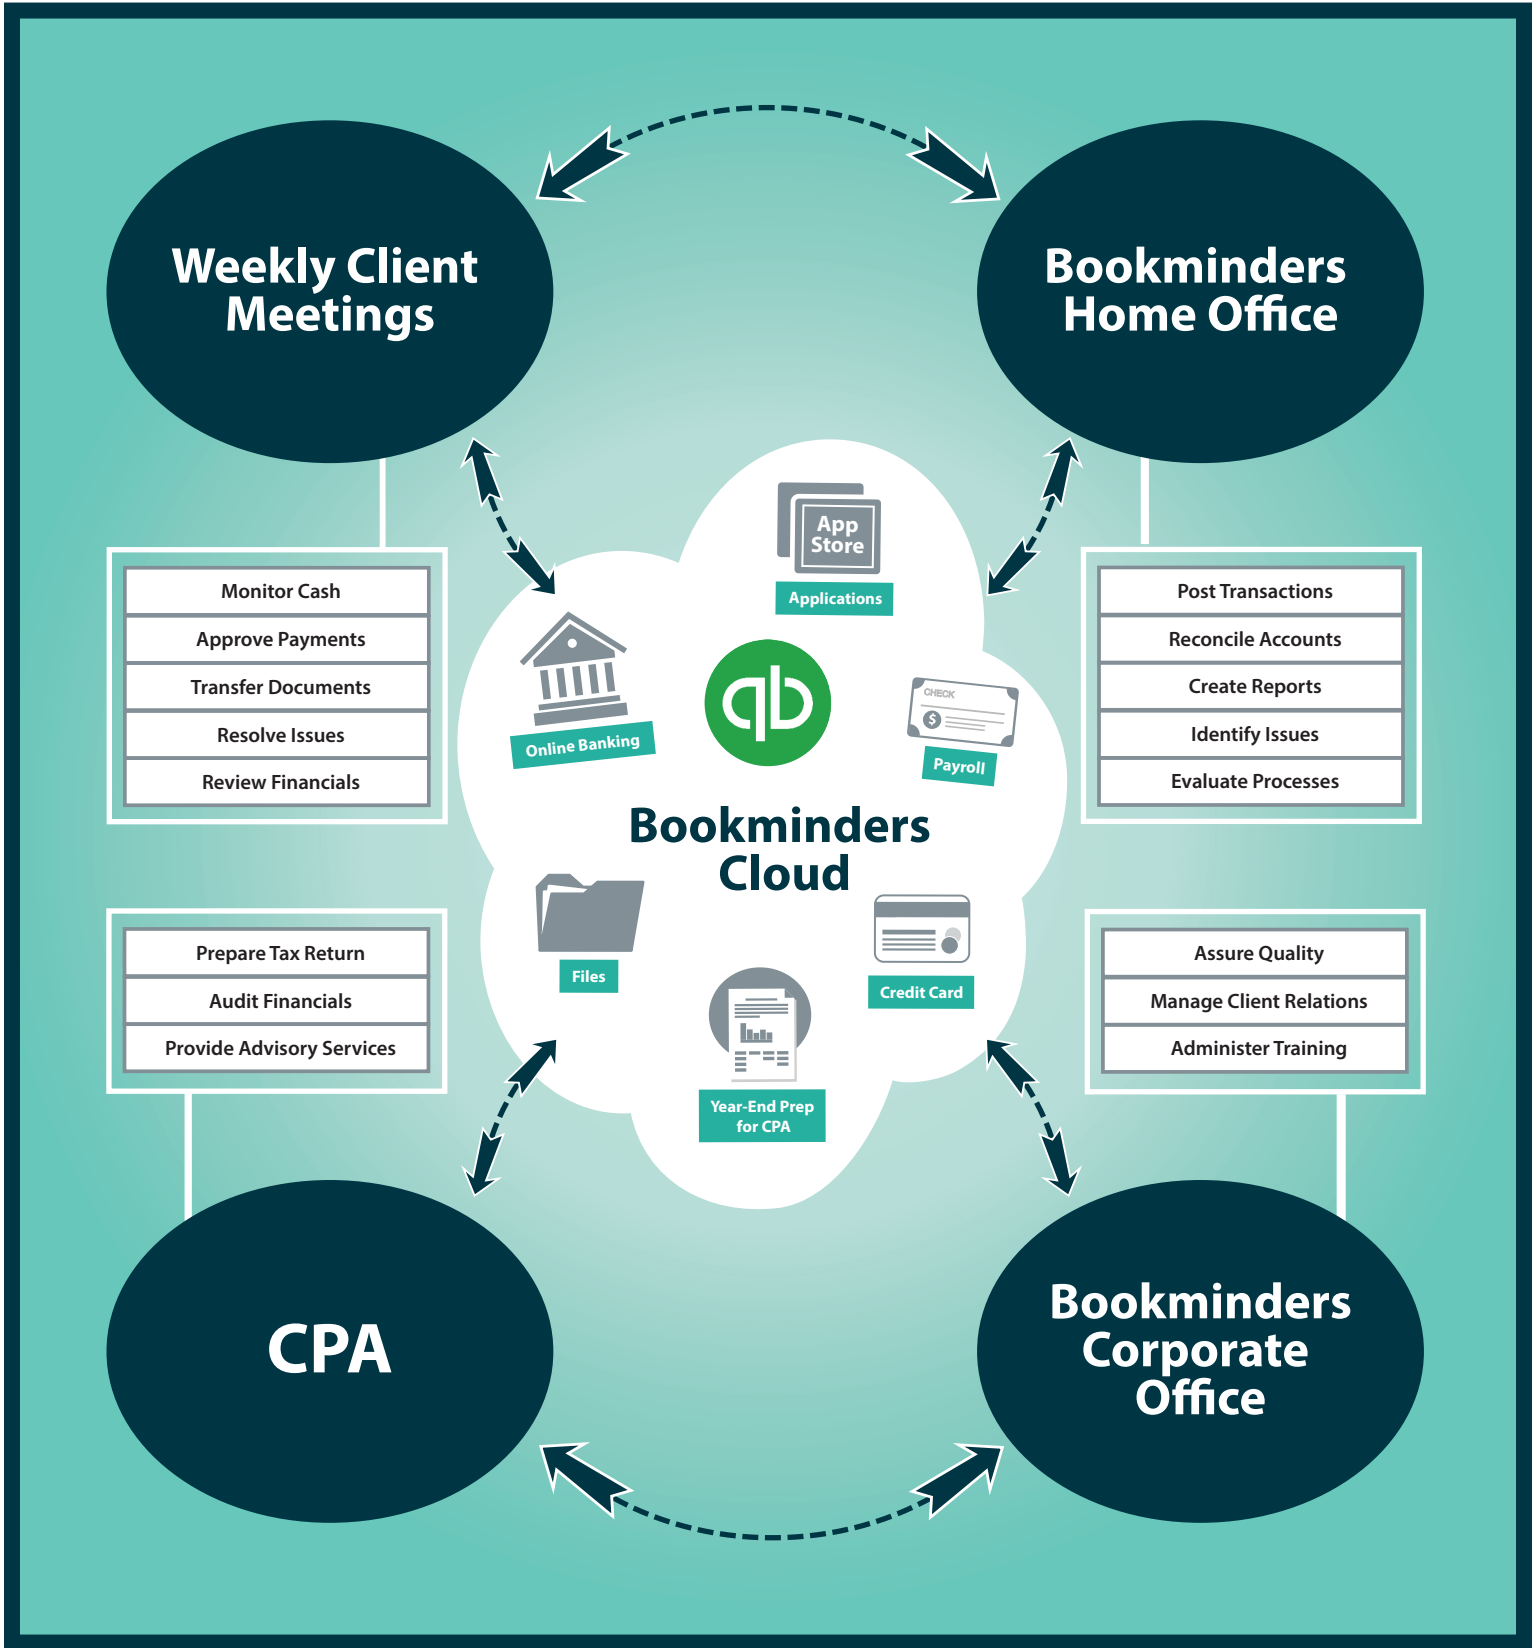 Weekly Client
Meetings
Bookminders
Home Office
App
Store
Applications
Monitor Cash
Approve Payments
Transfer Documents
Resolve Issues
Review Financials
Online Banking
qb
CHECK
$
Payroll
Post Transactions
Reconcile Accounts
Create Reports
Identify Issues
Evaluate Processes
Bookminders
Cloud
Files
Credit Card
Year-End Prep
for CPA
Prepare Tax Return
Audit Financials
Provide Advisory Services
Assure Quality
Manage Client Relations
Administer Training
CPA
Bookminders
Corporate
Office